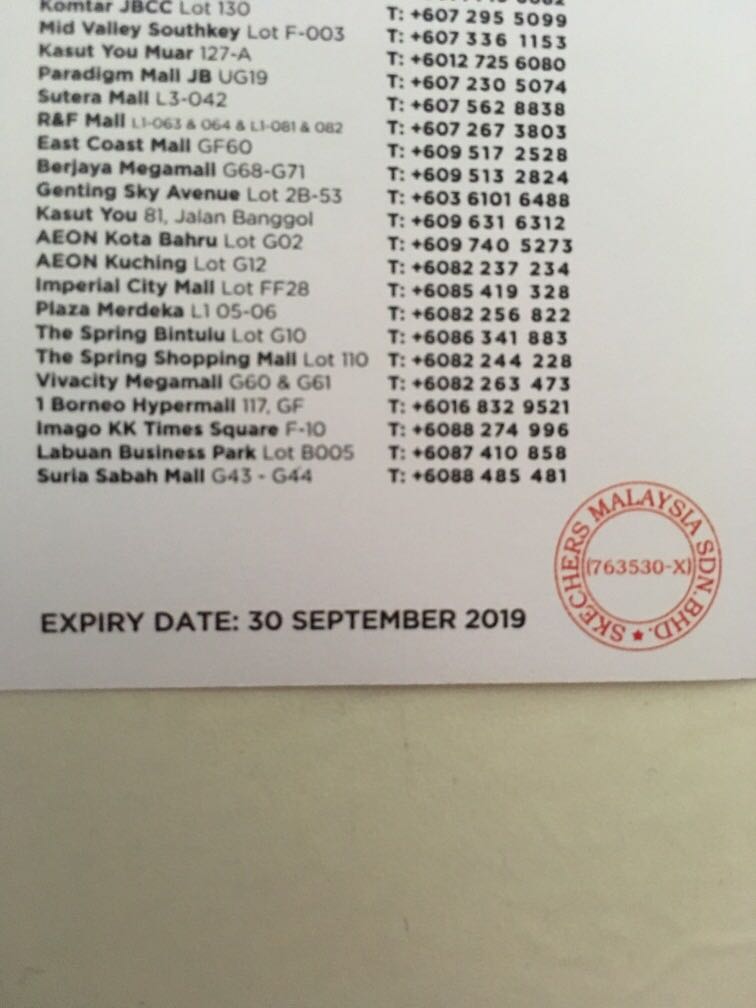 Komtar JBCC Lot 130 T: +607 295 5099
Mid Valley Southkey Lot F-003 T: +607 336 1153
Kasut You Muar 127-A T: +6012 725 6080
Paradigm Mall JB UG19 T: +607 230 5074
Sutera Mall L3-042 T: +607 562 8838
R&F Mall L1-063 & 064 & L1-081 & 082 T: +607 267 3803
East Coast Mall GF60 T: +609 517 2528
Berjaya Megamall G68-G71 T: +609 513 2824
Genting Sky Avenue Lot 2B-53 T: +603 6101 6488
Kasut You 81, Jalan Banggol T: +609 631 6312
AEON Kota Bahru Lot G02 T: +609 740 5273
AEON Kuching Lot G12 T: +6082 237 234
Imperial City Mall Lot FF28 T: +6085 419 328
Plaza Merdeka L1 05-06 T: +6082 256 822
The Spring Bintulu Lot G10 T: +6086 341 883
The Spring Shopping Mall Lot 110 T: +6082 244 228
Vivacity Megamall G60 & G61 T: +6082 263 473
1 Borneo Hypermall 117, GF T: +6016 832 9521
Imago KK Times Square F-10 T: +6088 274 996
Labuan Business Park Lot B005 T: +6087 410 858
Suria Sabah Mall G43 - G44 T: +6088 485 481
SKECHERS MALAYSIA SDN.BHD.
(763530-X)
EXPIRY DATE: 30 SEPTEMBER 2019